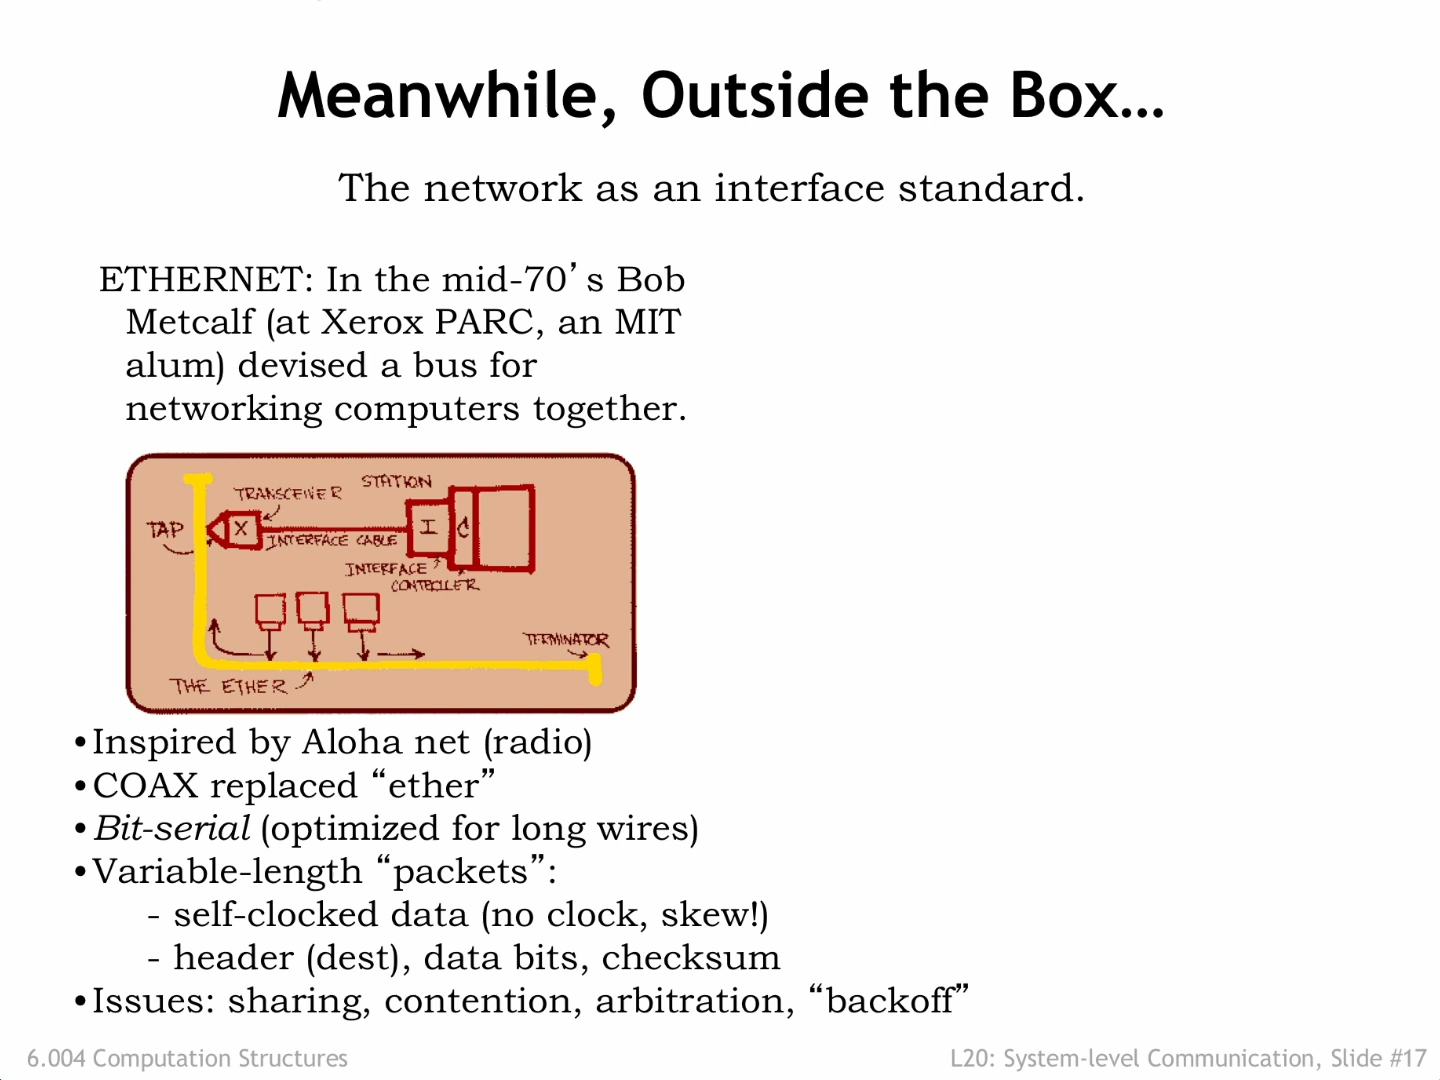 Meanwhile, Outside the Box…
The network as an interface standard.
ETHERNET: In the mid-70’s Bob
Metcalf (at Xerox PARC, an MIT
alum) devised a bus for
networking computers together.
STATION
TRANSCEIVER
TAP
X
I
C
INTERFACE CABLE
INTERFACE
CONTROLLER
TERMINATOR
THE ETHER
•Inspired by Aloha net (radio)
•COAX replaced “ether”
•Bit-serial (optimized for long wires)
•Variable-length “packets”:
- self-clocked data (no clock, skew!)
- header (dest), data bits, checksum
•Issues: sharing, contention, arbitration, “backoff”
6.004 Computation Structures
L20: System-level Communication, Slide #17